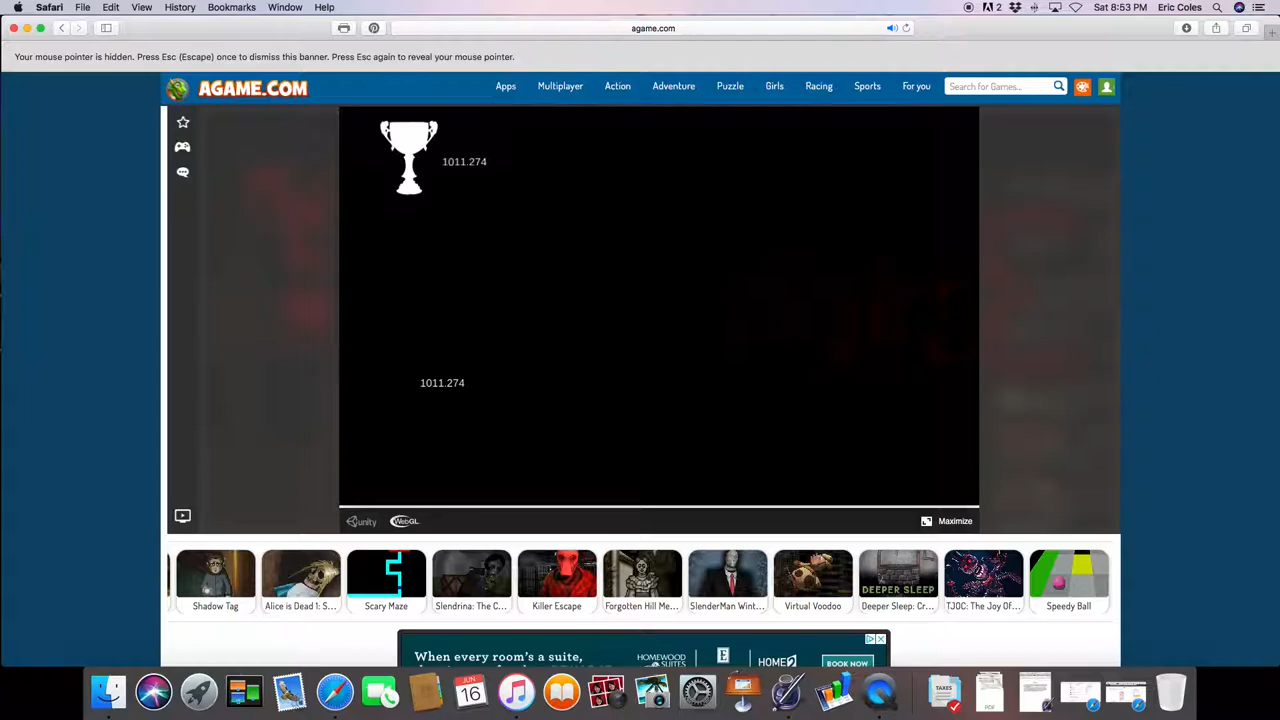 Safari File Edit View History Bookmarks Window Help 2 Sat 8:53 PM Eric Coles
agame.com
Your mouse pointer is hidden. Press Esc (Escape) once to dismiss this banner. Press Esc again to reveal your mouse pointer.
AGAME.COM Apps Multiplayer Action Adventure Puzzle Girls Racing Sports For you Search for Games...
1011.274
1011.274
unity WebGL Maximize
Shadow Tag Alice is Dead 1: S... Scary Maze Slendrina: The C... Killer Escape Forgotten Hill Me... SlenderMan Wint... Virtual Voodoo Deeper Sleep: Cr... TJOC: The Joy Of... Speedy Ball
DEEPER SLEEP
When every room's a suite, HOMEWOOD SUITES E HOME2 BOOK NOW
JUN
16
TAXES
PDF